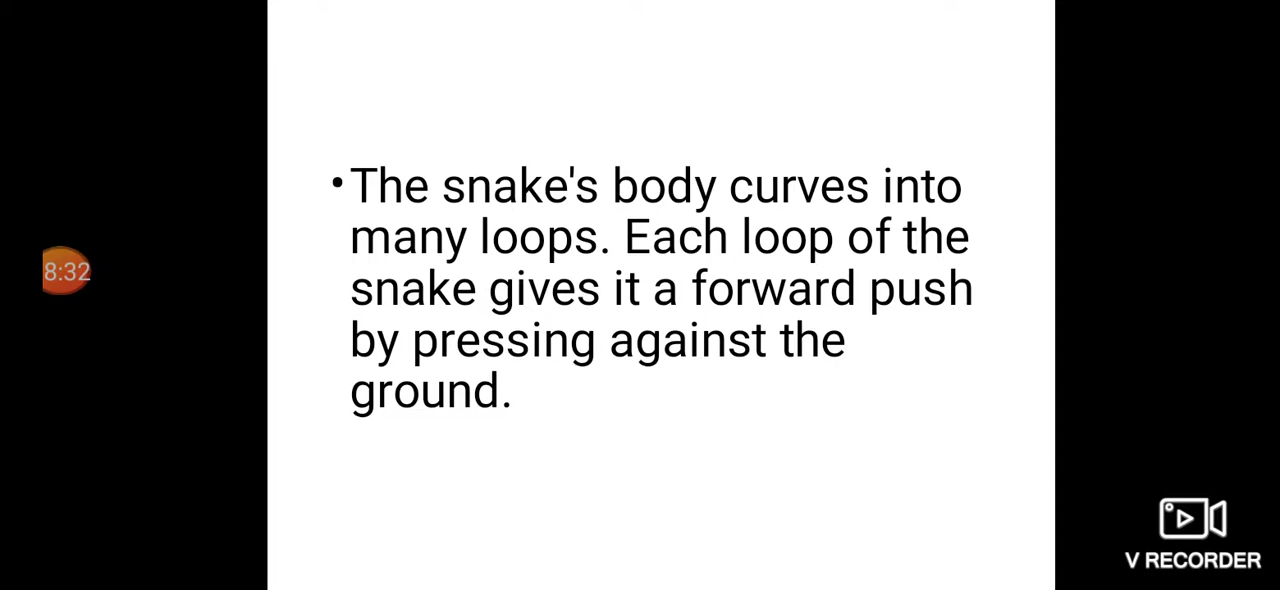 •The snake's body curves into
many loops. Each loop of the
snake gives it a forward push
by pressing against the
ground.
8:32
V RECORDER